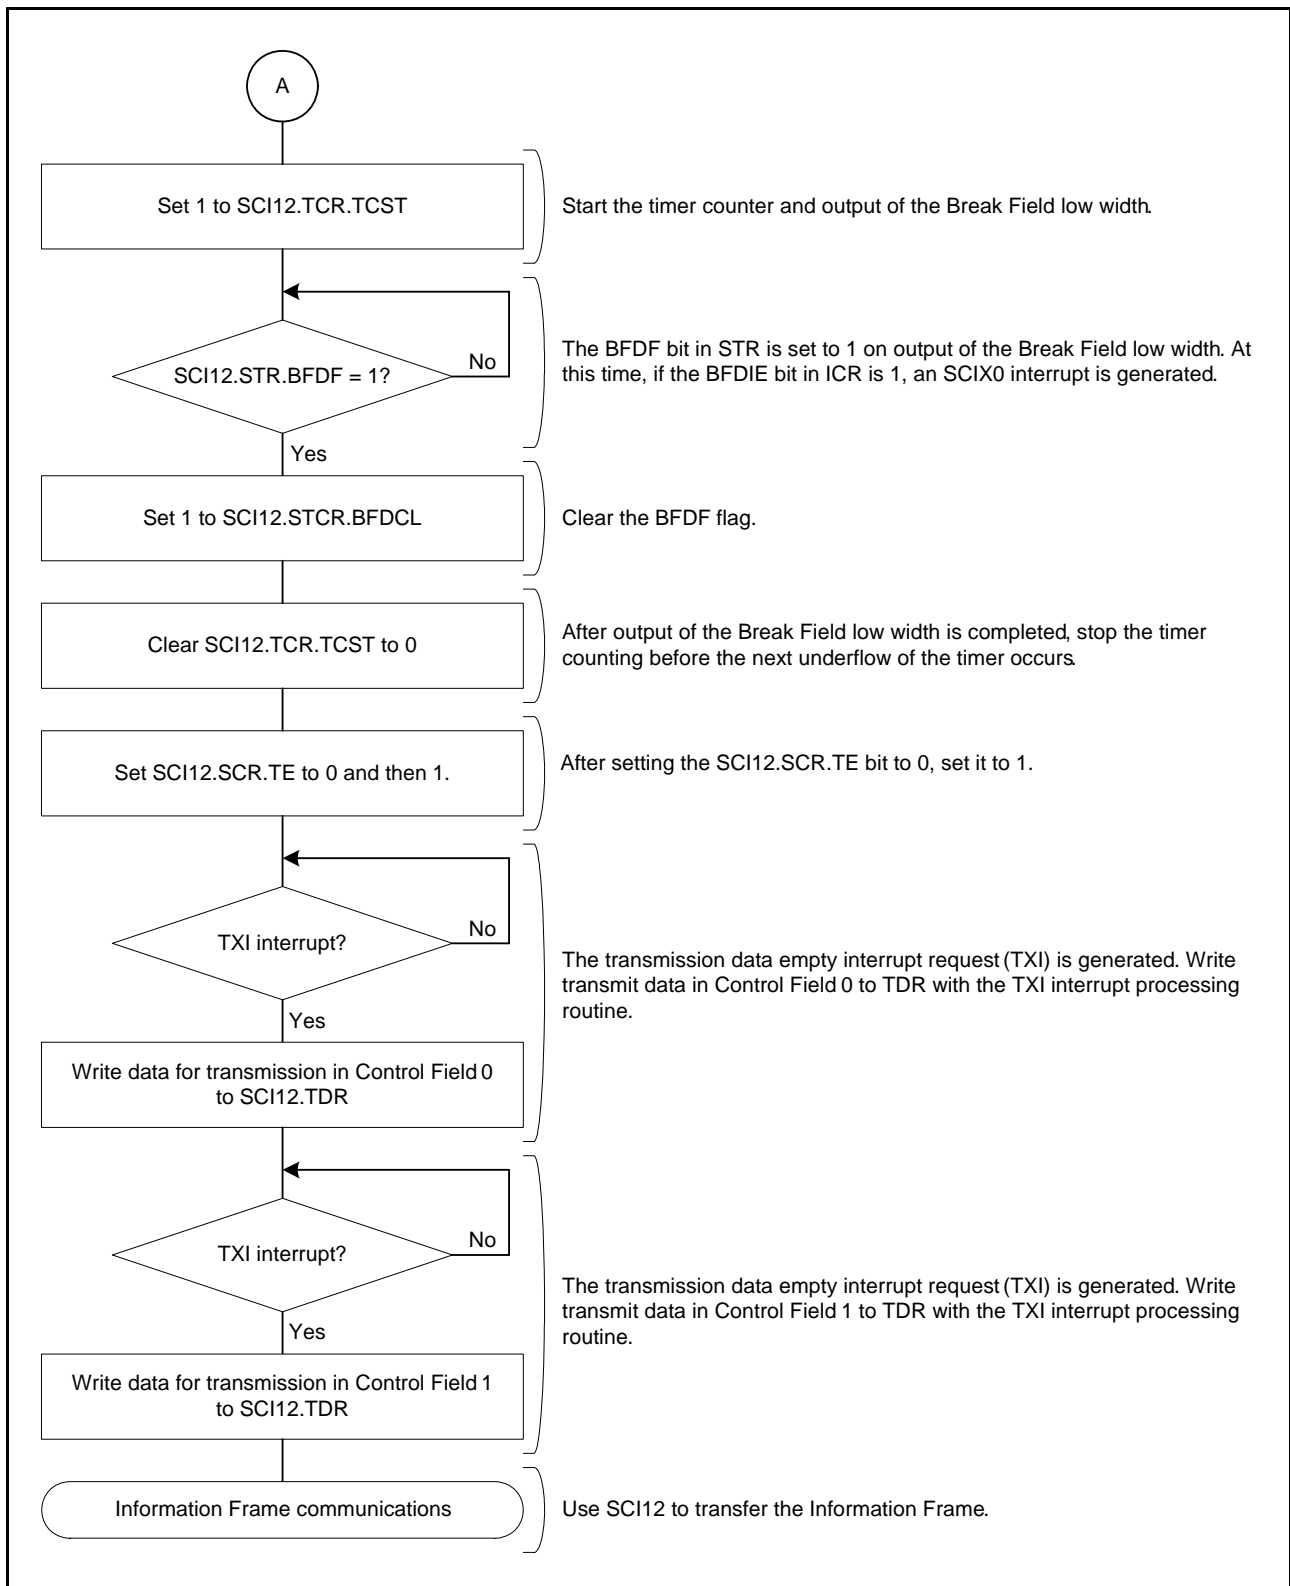 A
Set 1 to SCI12.TCR.TCST
Start the timer counter and output of the Break Field low width.
SCI12.STR.BFDF = 1?
No
The BFDF bit in STR is set to 1 on output of the Break Field low width. At
this time, if the BFDIE bit in ICR is 1, an SCIX0 interrupt is generated.
Yes
Set 1 to SCI12.STCR.BFDCL
Clear the BFDF flag.
Clear SCI12.TCR.TCST to 0
After output of the Break Field low width is completed, stop the timer
counting before the next underflow of the timer occurs.
Set SCI12.SCR.TE to 0 and then 1.
After setting the SCI12.SCR.TE bit to 0, set it to 1.
TXI interrupt?
No
The transmission data empty interrupt request (TXI) is generated. Write
transmit data in Control Field 0 to TDR with the TXI interrupt processing
routine.
Yes
Write data for transmission in Control Field 0
to SCI12.TDR
TXI interrupt?
No
The transmission data empty interrupt request (TXI) is generated. Write
transmit data in Control Field 1 to TDR with the TXI interrupt processing
routine.
Yes
Write data for transmission in Control Field 1
to SCI12.TDR
Information Frame communications
Use SCI12 to transfer the Information Frame.